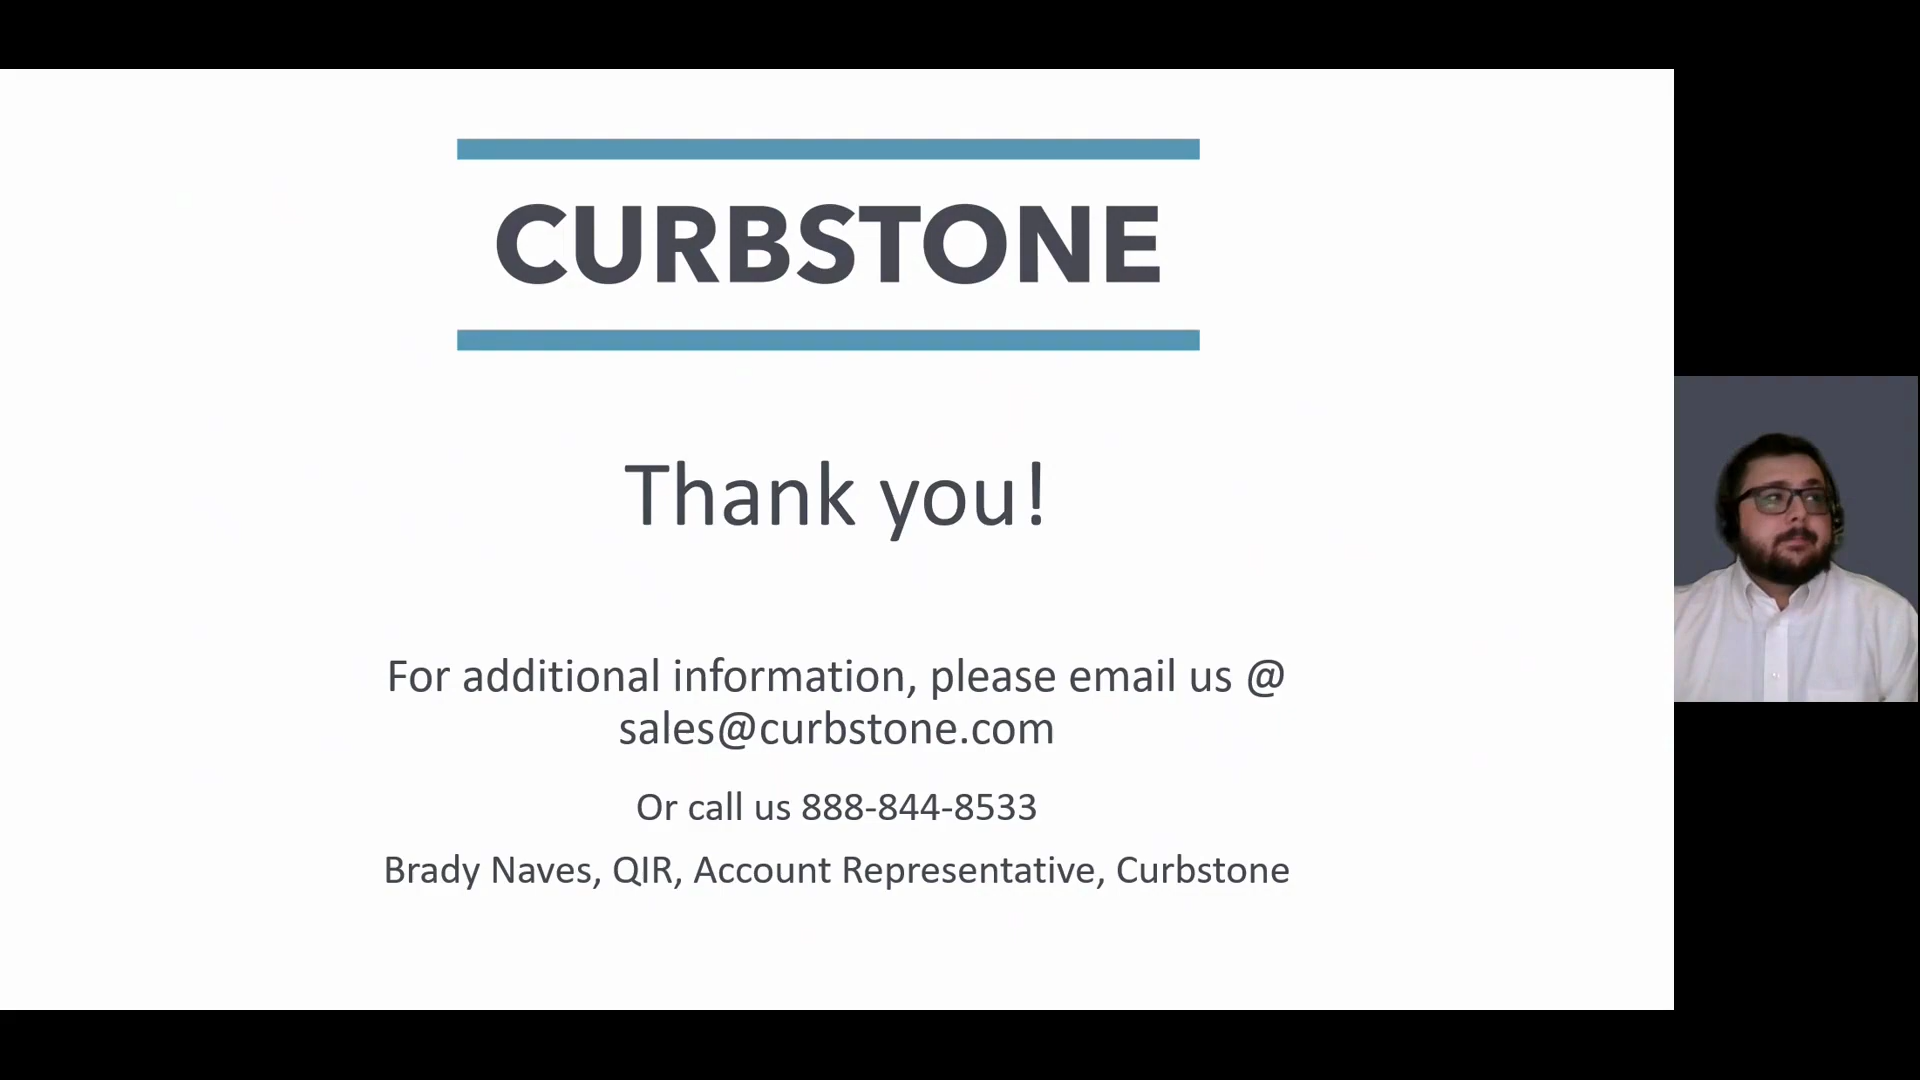 CURBSTONE
Thank you!
For additional information, please email us @
sales@curbstone.com
Or call us 888-844-8533
Brady Naves, QIR, Account Representative, Curbstone